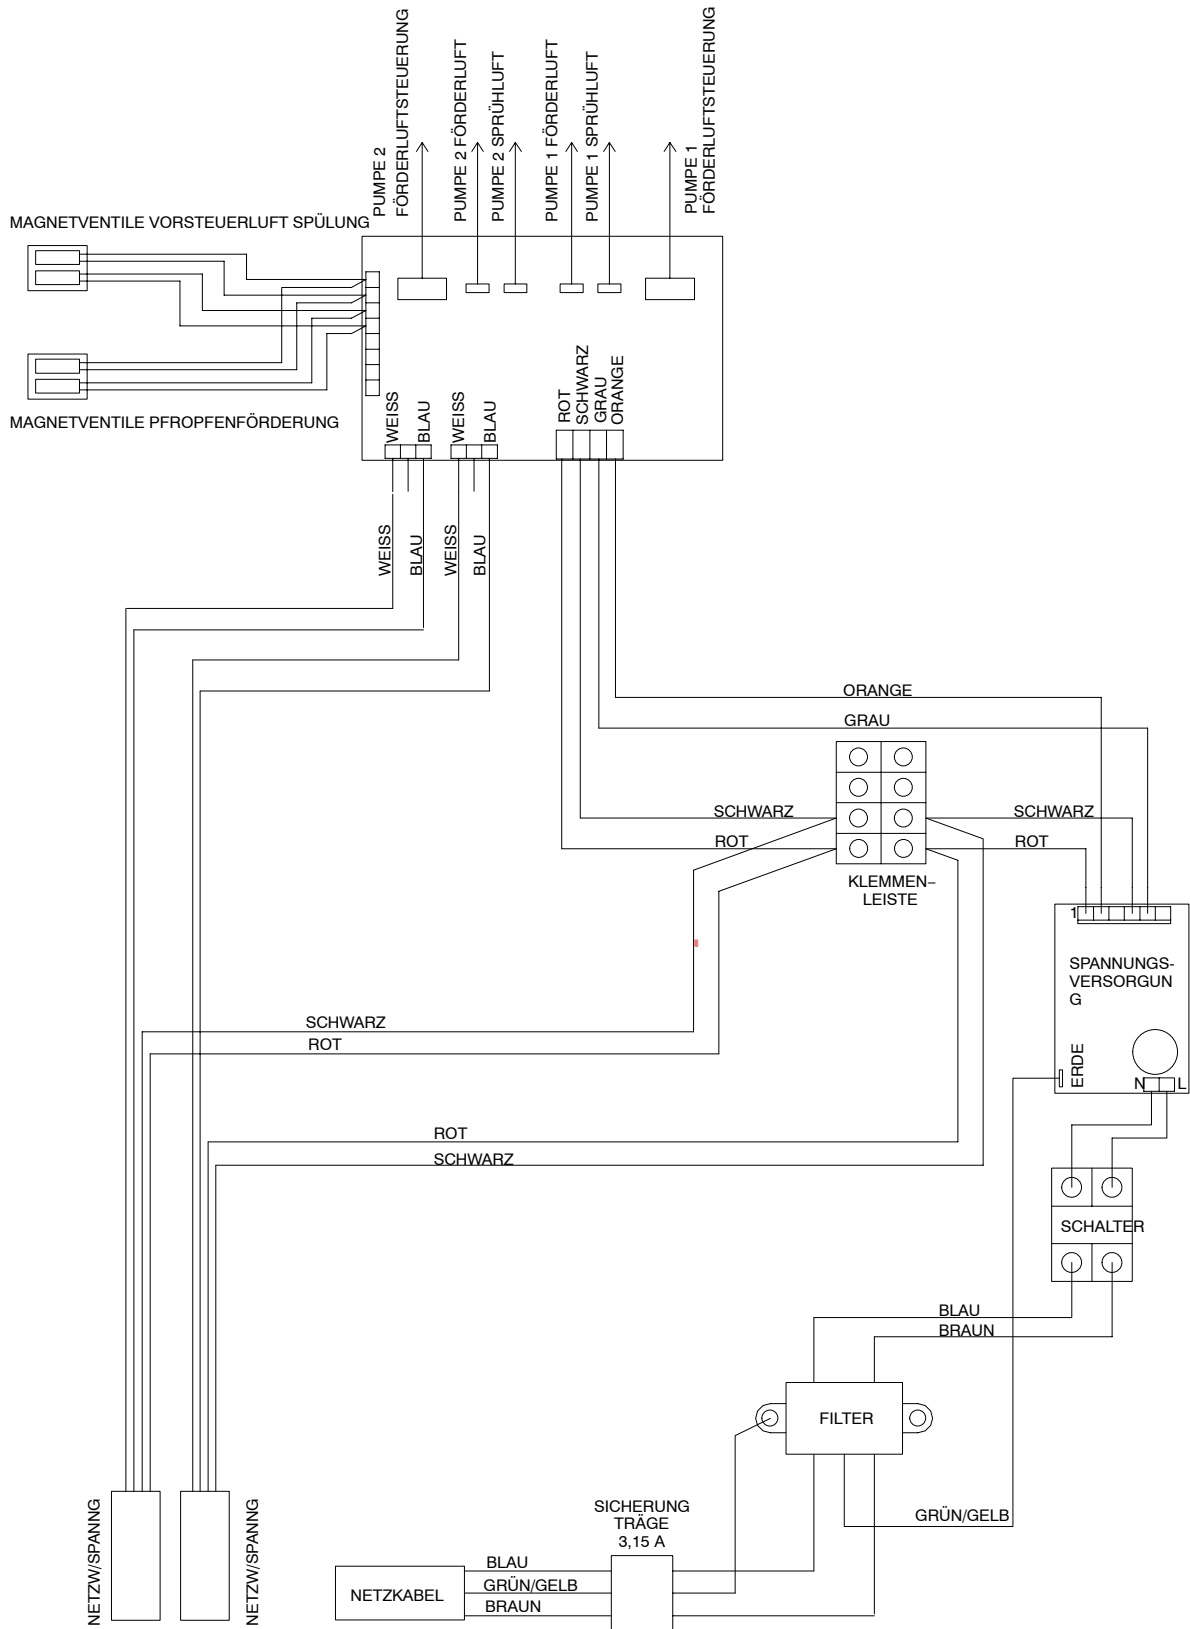 PUMPE 2
FÖRDERLUFTSTEUERUNG
PUMPE 2 FÖRDERLUFT
PUMPE 2 SPRÜHLUFT
PUMPE 1 FÖRDERLUFT
PUMPE 1 SPRÜHLUFT
PUMPE 1
FÖRDERLUFTSTEUERUNG
MAGNETVENTILE VORSTEUERLUFT SPÜLUNG
MAGNETVENTILE PFROPFENFÖRDERUNG
WEISS
BLAU
WEISS
BLAU
ROT
SCHWARZ
GRAU
ORANGE
WEISS
BLAU
WEISS
BLAU
ORANGE
GRAU
SCHWARZ
SCHWARZ
ROT
ROT
KLEMMEN–
LEISTE
1
SPANNUNGS-
VERSORGUN
G
ERDE
N
L
SCHWARZ
ROT
ROT
SCHWARZ
SCHALTER
BLAU
BRAUN
FILTER
GRÜN/GELB
SICHERUNG
TRÄGE
3,15 A
NETZW/SPANNG
NETZW/SPANNG
NETZKABEL
BLAU
GRÜN/GELB
BRAUN